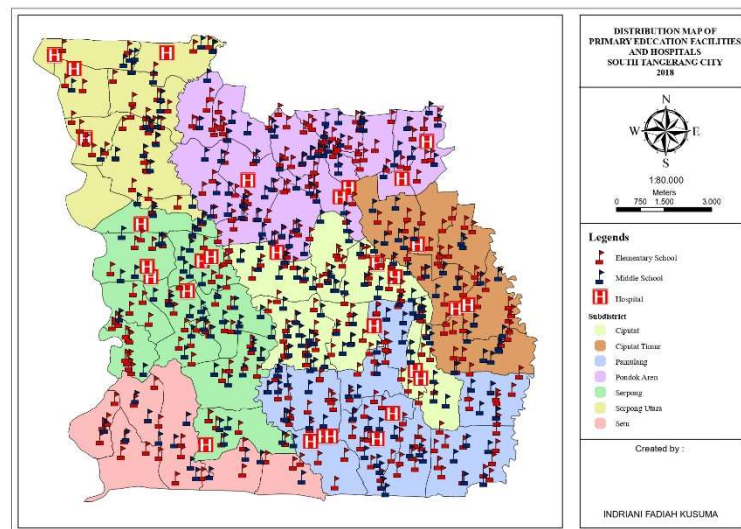 DISTRIBUTION MAP OF
PRIMARY EDUCATION FACILITIES
AND HOSPITALS
SOUTH TANGERANG CITY
2018
N
W E
S
1:80.000
Meters
0 750 1.500 3.000
Legends
Elementary School
Middle School
H Hospital
Subdistrict
Ciputat
Ciputat Timur
Pamulang
Pondok Aren
Serpong
Serpong Utara
Setu
Created by :
INDRIANI FADIAH KUSUMA